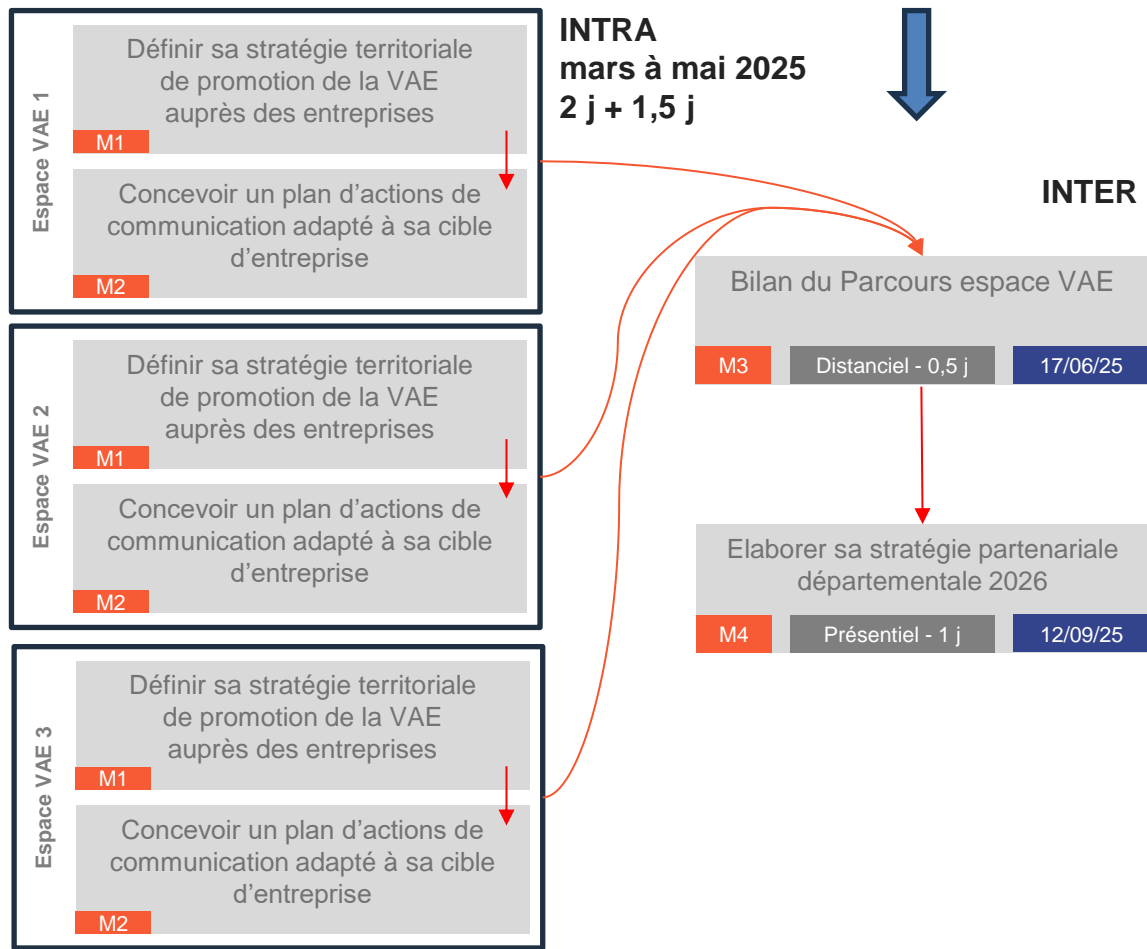 Espace VAE 1
Définir sa stratégie territoriale
de promotion de la VAE
auprès des entreprises
M1
Concevoir un plan d'actions de
communication adapté à sa cible
d'entreprise
M2
Espace VAE 2
Définir sa stratégie territoriale
de promotion de la VAE
auprès des entreprises
M1
Concevoir un plan d'actions de
communication adapté à sa cible
d'entreprise
M2
Espace VAE 3
Définir sa stratégie territoriale
de promotion de la VAE
auprès des entreprises
M1
Concevoir un plan d'actions de
communication adapté à sa cible
d'entreprise
M2
INTRA
mars à mai 2025
2 j + 1,5 j
INTER
Bilan du Parcours espace VAE
M3 Distanciel - 0,5 j 17/06/25
Elaborer sa stratégie partenariale
départementale 2026
M4 Présentiel - 1 j 12/09/25